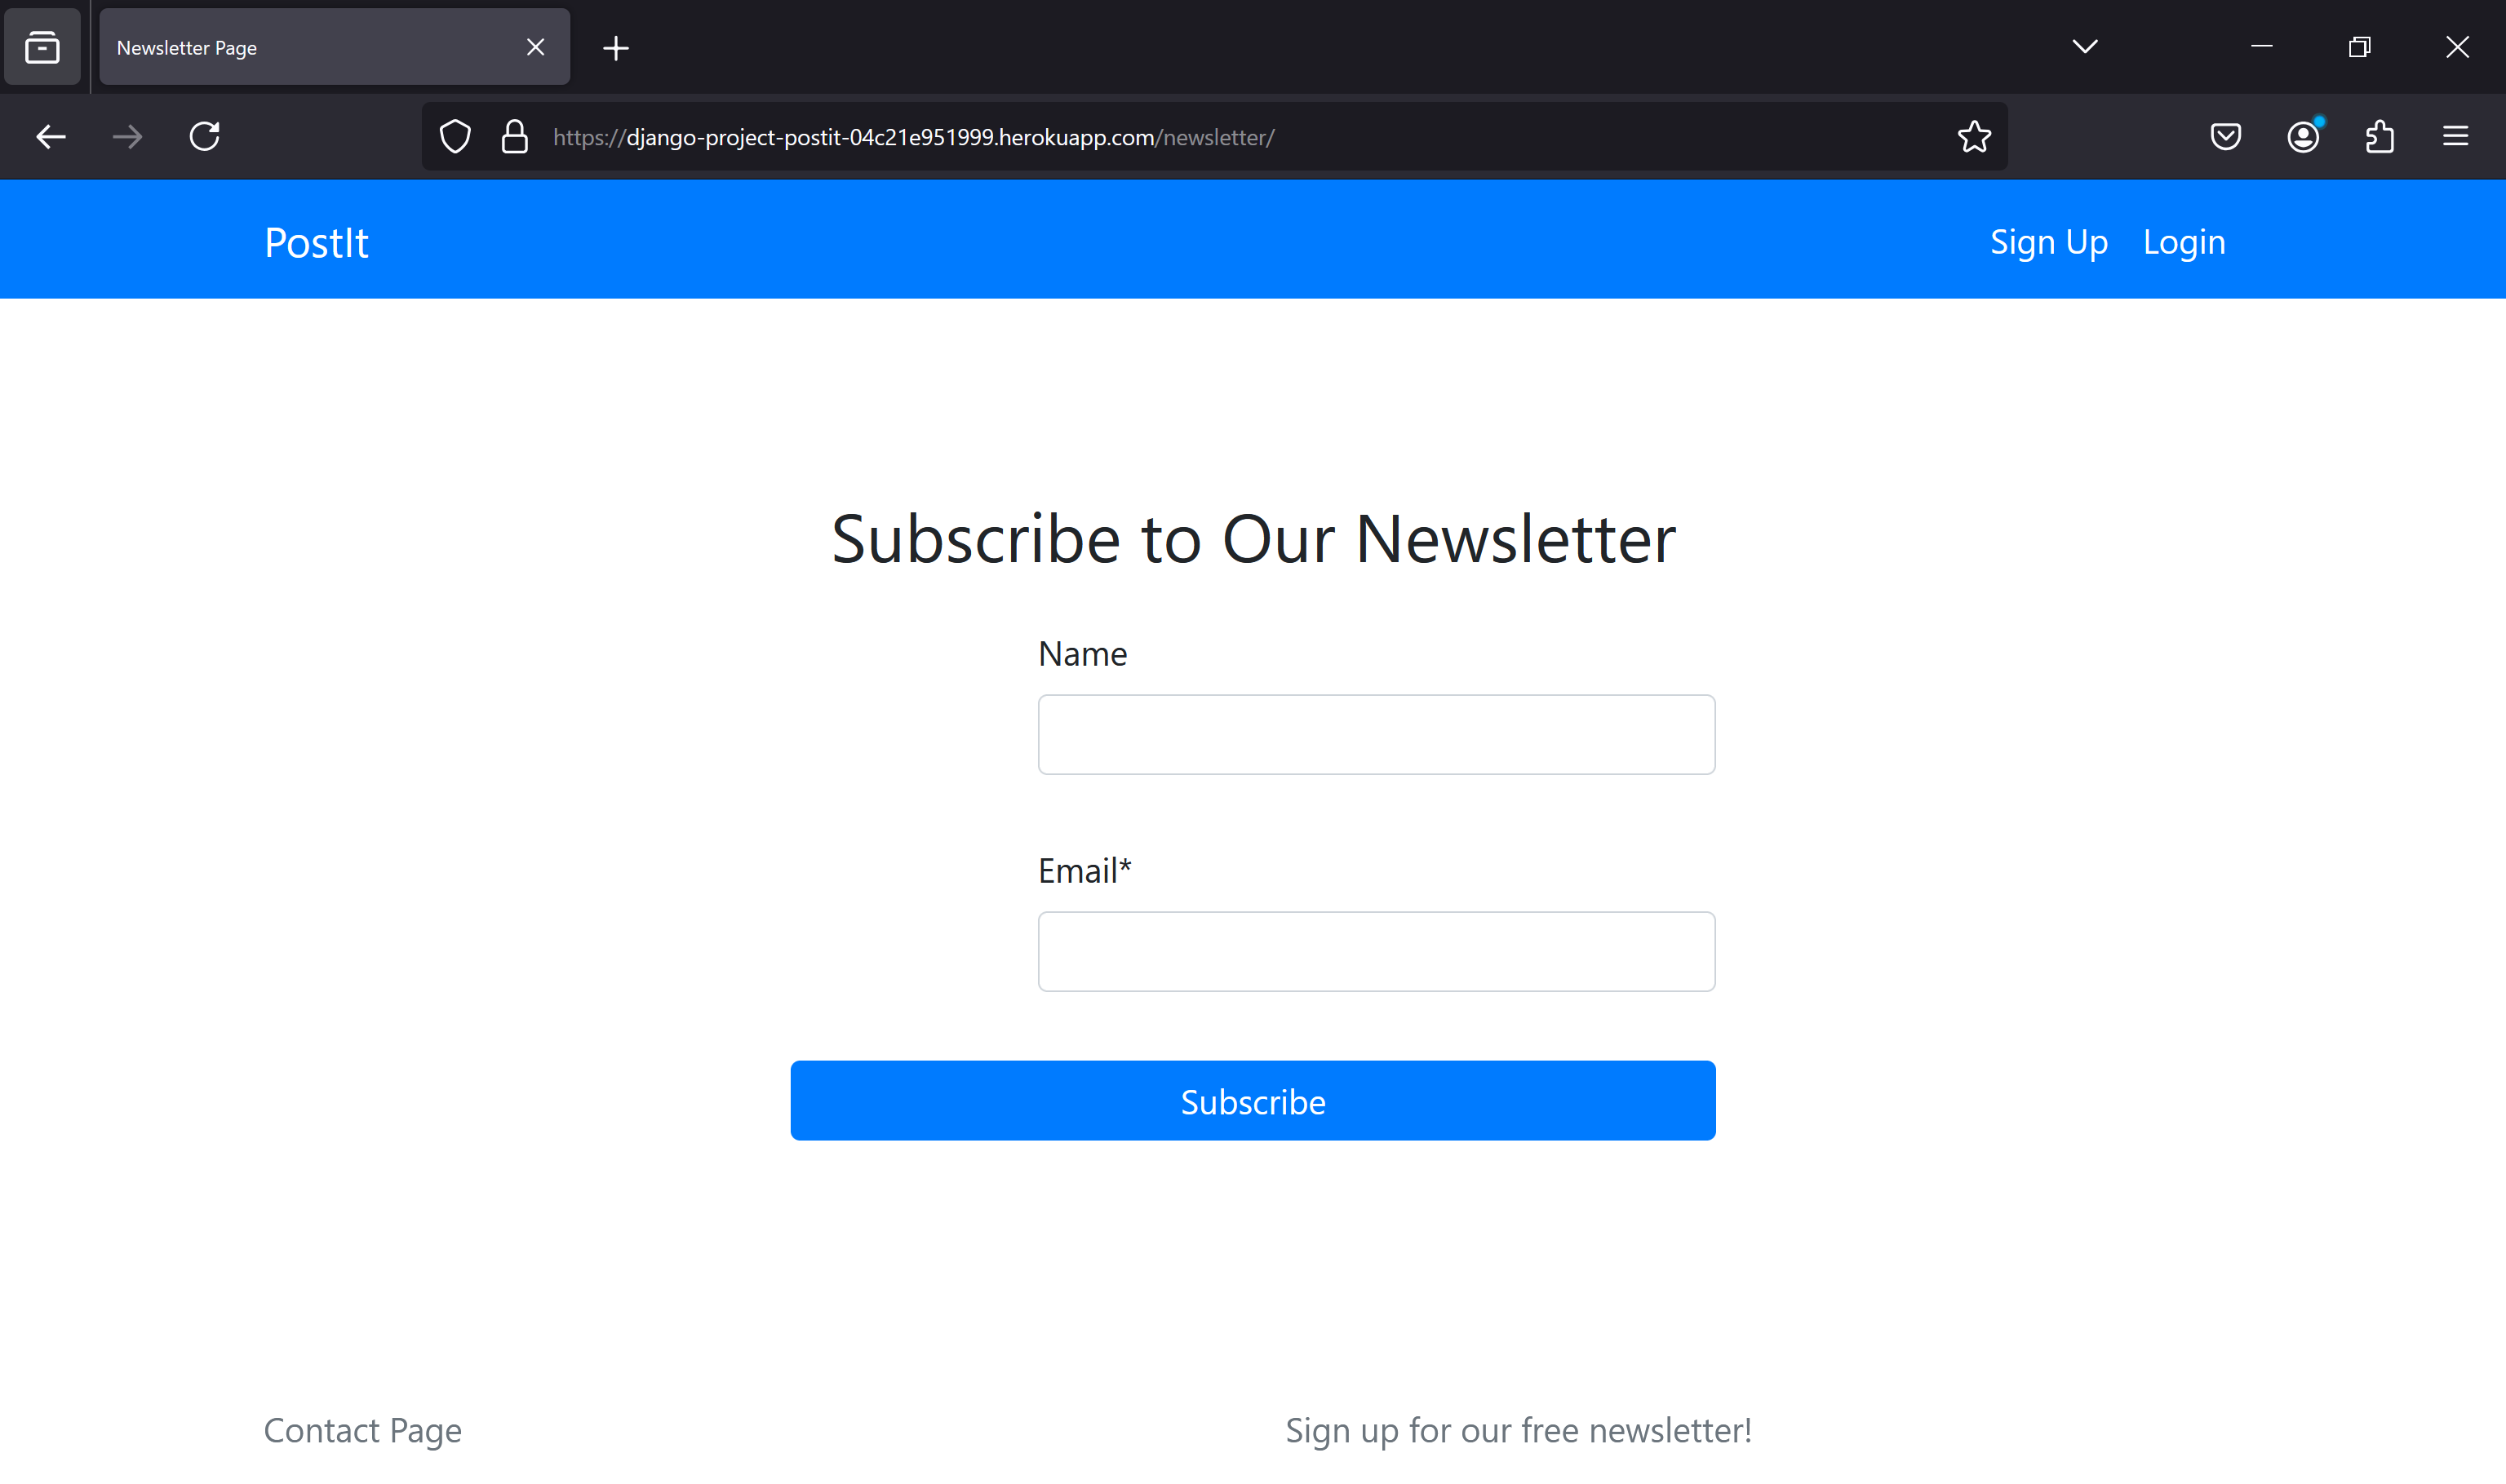 Newsletter Page
https://django-project-postit-04c21e951999.herokuapp.com/newsletter/
PostIt
Sign Up Login
Subscribe to Our Newsletter
Name
Email*
Subscribe
Contact Page
Sign up for our free newsletter!